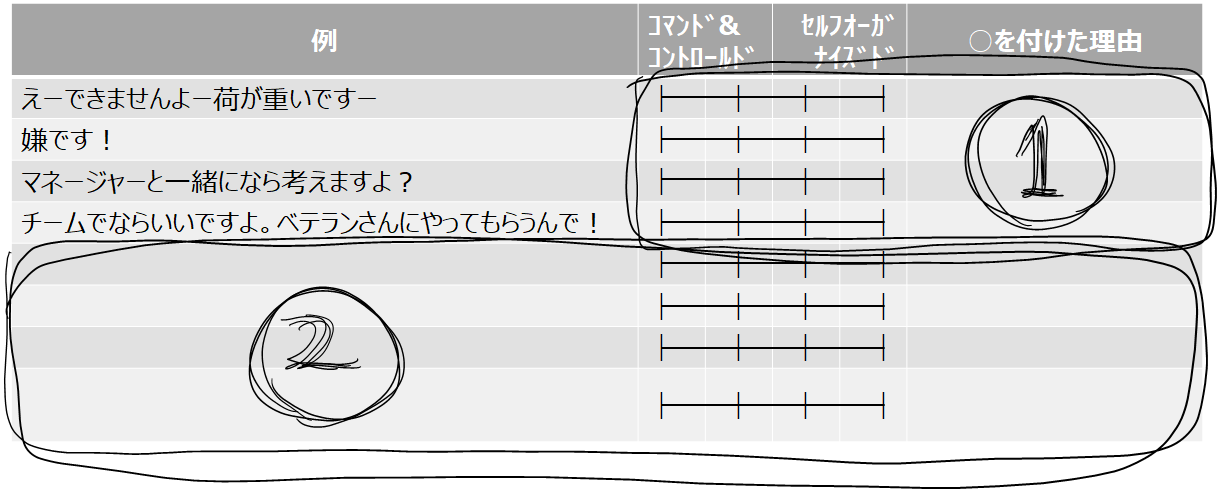 例
ｺﾏﾝﾄﾞ&
ｺﾝﾄﾛｰﾙﾄﾞ
ｾﾙﾌｵｰｶﾞ
ﾅｲｽﾞﾄﾞ
○を付けた理由
えーできませんよー荷が重いですー
1
嫌です！
マネージャーと一緒になら考えますよ？
チームでならいいですよ。ベテランさんにやってもらうんで！
2